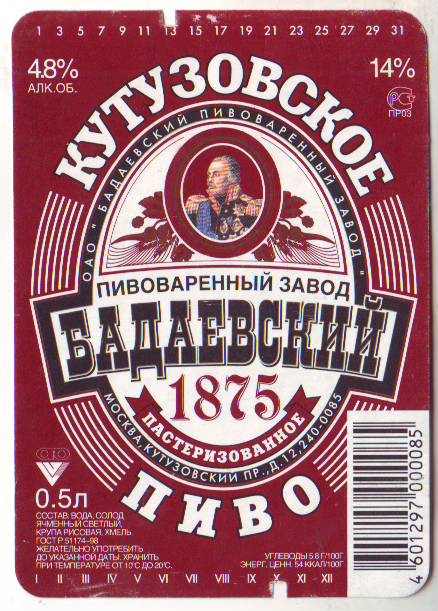 1 3 5 7 9 11 13 15 17 19 21 23 25 27 29 31
4.8%
АЛК.ОБ.
14%
РСТ
ПР03
КУТУЗОВСКОЕ
ОАО " БАДАЕВСКИЙ ПИВОВАРЕННЫЙ ЗАВОД "
ПИВОВАРЕННЫЙ ЗАВОД
БАДАЕВСКИЙ
1875
ПАСТЕРИЗОВАННОЕ
МОСКВА,КУТУЗОВСКИЙ ПР.,Д.12,240-0085
ПИВО
0.5л
СОСТАВ: ВОДА, СОЛОД
ЯЧМЕННЫЙ СВЕТЛЫЙ,
КРУПА РИСОВАЯ, ХМЕЛЬ.
ГОСТ Р 51174-98
ЖЕЛАТЕЛЬНО УПОТРЕБИТЬ
ДО УКАЗАННОЙ ДАТЫ. ХРАНИТЬ
ПРИ ТЕМПЕРАТУРЕ ОТ 10°С ДО 20°С.
УГЛЕВОДЫ 5.8 Г/100Г
ЭНЕРГ. ЦЕНН. 54 ККАЛ/100Г
4 601297 000085
I II III IV V VI VII VIII IX X XI XII